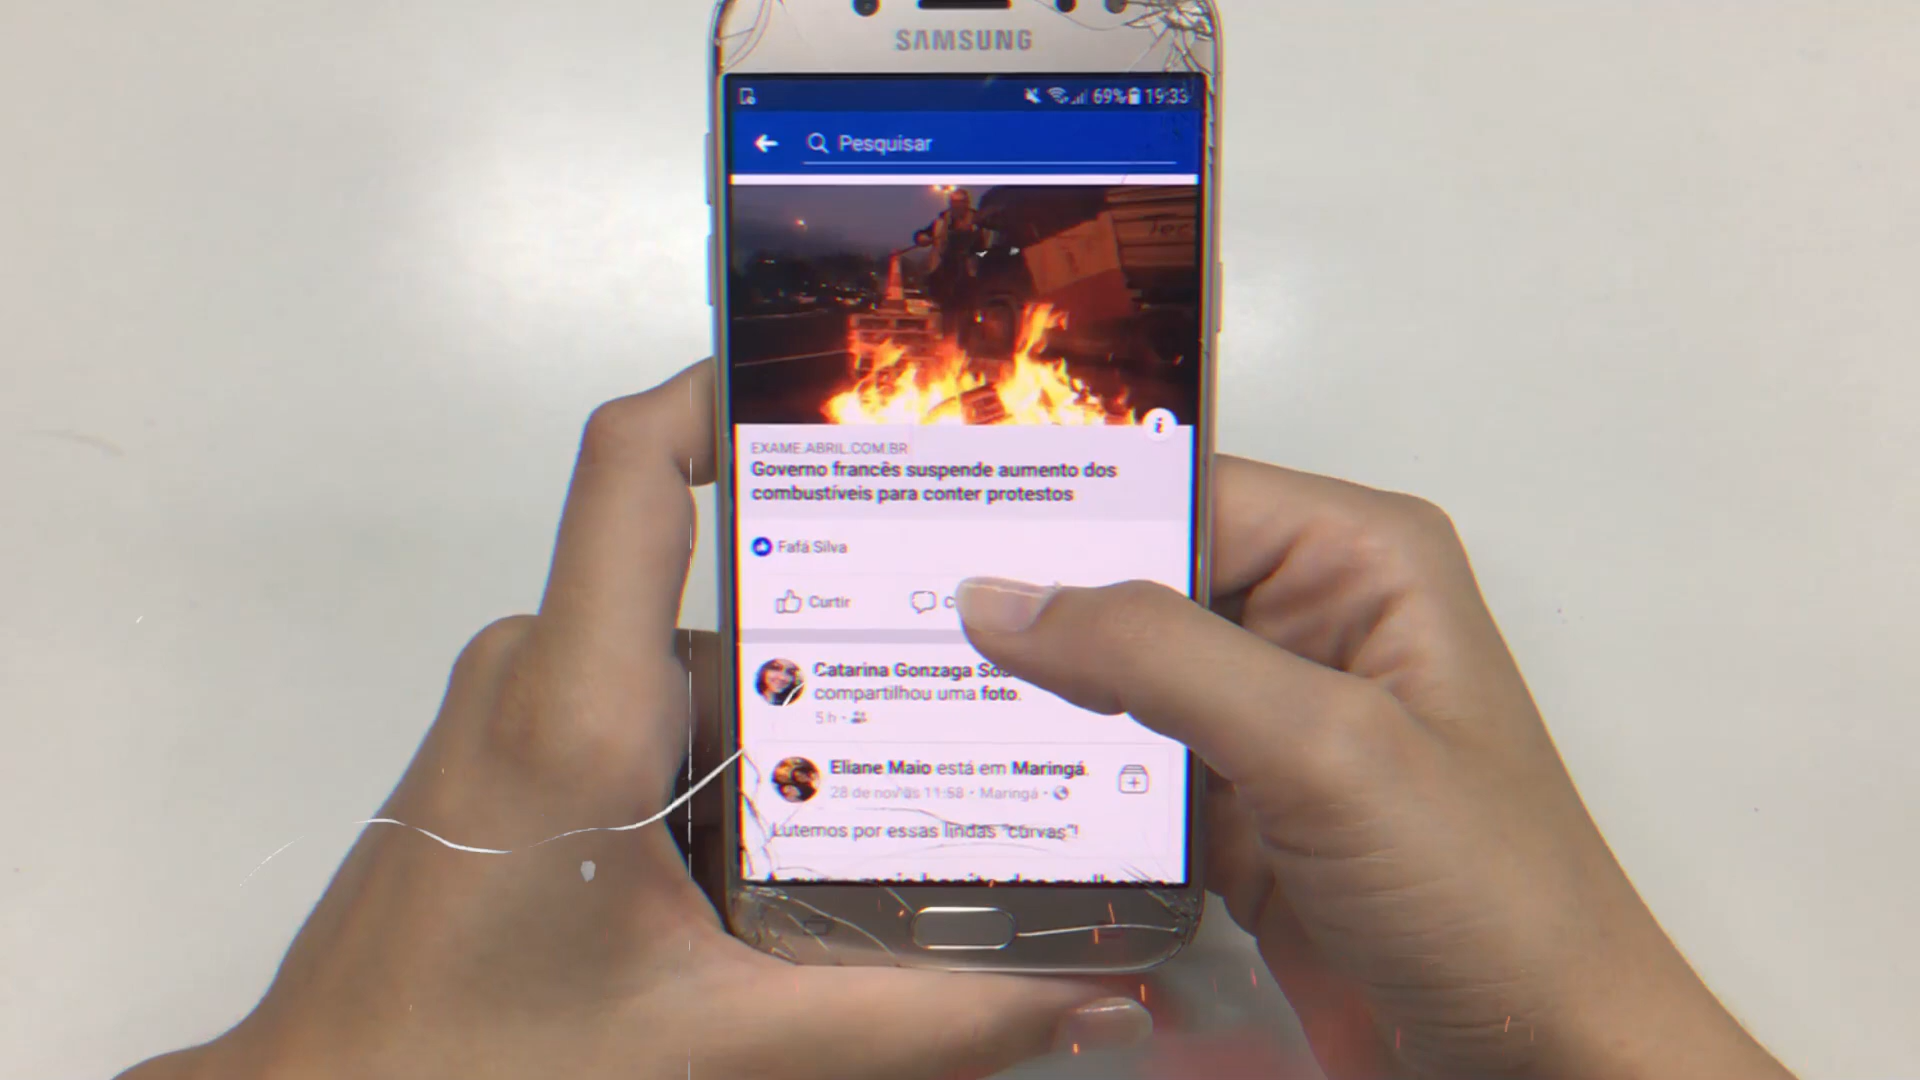 SAMSUNG
69% 19:33
Pesquisar
Tec
EXAME.ABRIL.COM.BR
Governo francês suspende aumento dos
combustíveis para conter protestos
Fafá Silva
Curtir
Catarina Gonzaga
compartilhou uma foto.
5 h
Eliane Maio está em Maringá.
28 de nov às 11:58 • Maringá
Lutemos por essas lindas "curvas"!